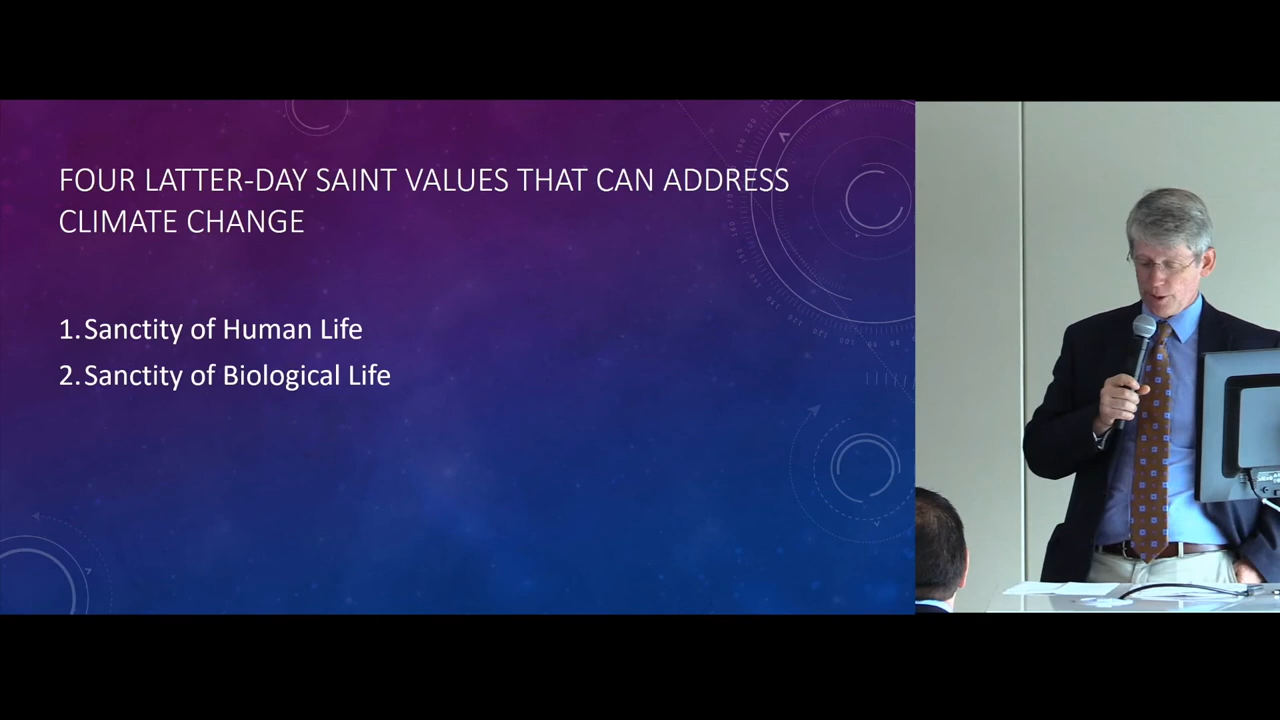 FOUR LATTER-DAY SAINT VALUES THAT CAN ADDRESS
CLIMATE CHANGE
1. Sanctity of Human Life
2. Sanctity of Biological Life